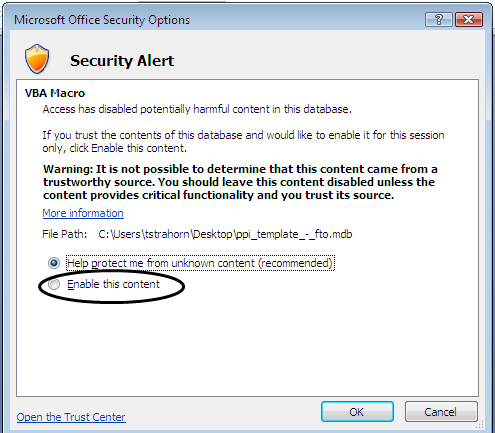 Microsoft Office Security Options
?
Security Alert
VBA Macro
Access has disabled potentially harmful content in this database.
If you trust the contents of this database and would like to enable it for this session
only, click Enable this content.
Warning: It is not possible to determine that this content came from a
trustworthy source. You should leave this content disabled unless the
content provides critical functionality and you trust its source.
More information
File Path: C:\Users\tstrahorn\Desktop\ppi_template_-_fto.mdb
Help protect me from unknown content (recommended)
Enable this content
Open the Trust Center
OK
Cancel